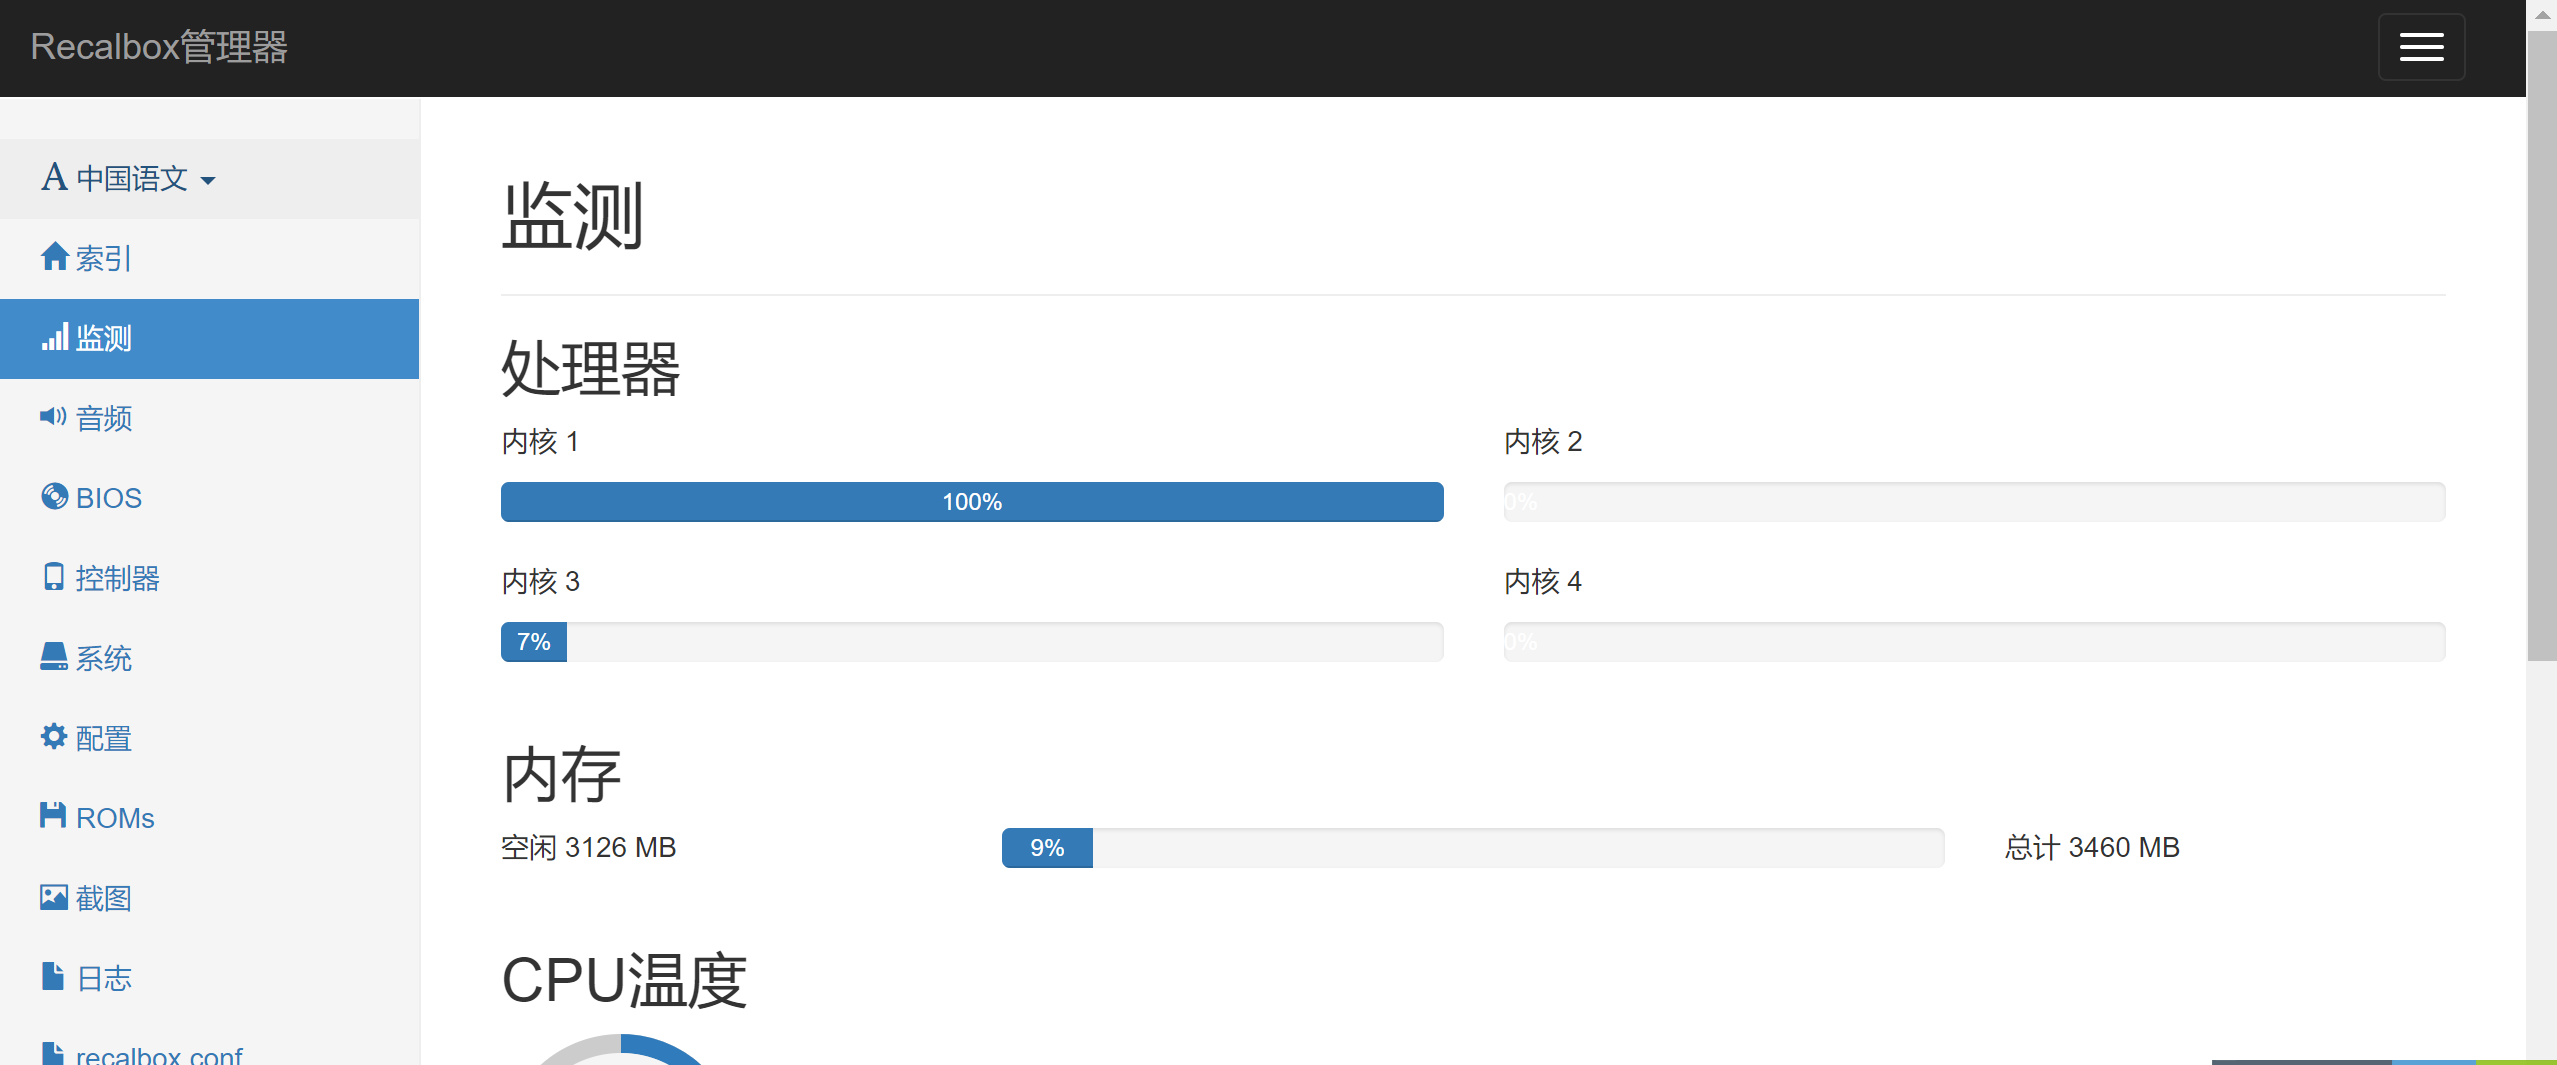 Recalbox管理器
中国语文
索引
监测
音频
BIOS
控制器
系统
配置
ROMs
截图
日志
recalbox.conf
监测
处理器
内核 1
100%
内核 2
0%
内核 3
7%
内核 4
0%
内存
空闲 3126 MB
9%
总计 3460 MB
CPU温度